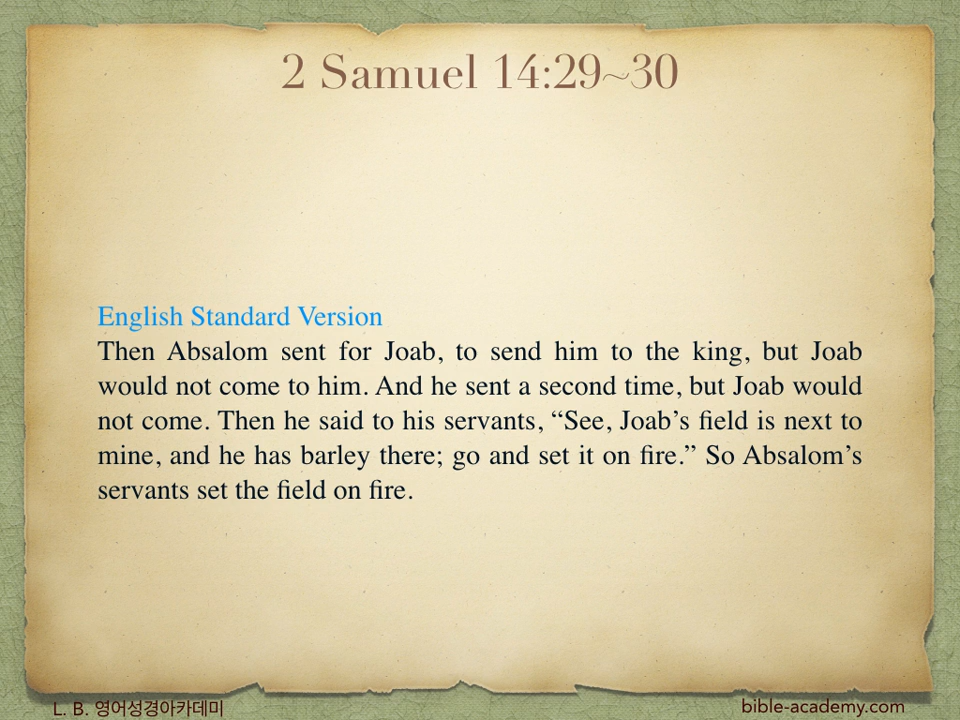 2 Samuel 14:29~30
English Standard Version
Then Absalom sent for Joab, to send him to the king, but Joab
would not come to him. And he sent a second time, but Joab would
not come. Then he said to his servants, “See, Joab’s field is next to
mine, and he has barley there; go and set it on fire.” So Absalom’s
servants set the field on fire.
L. B. 영어성경아카데미
bible-academy.com